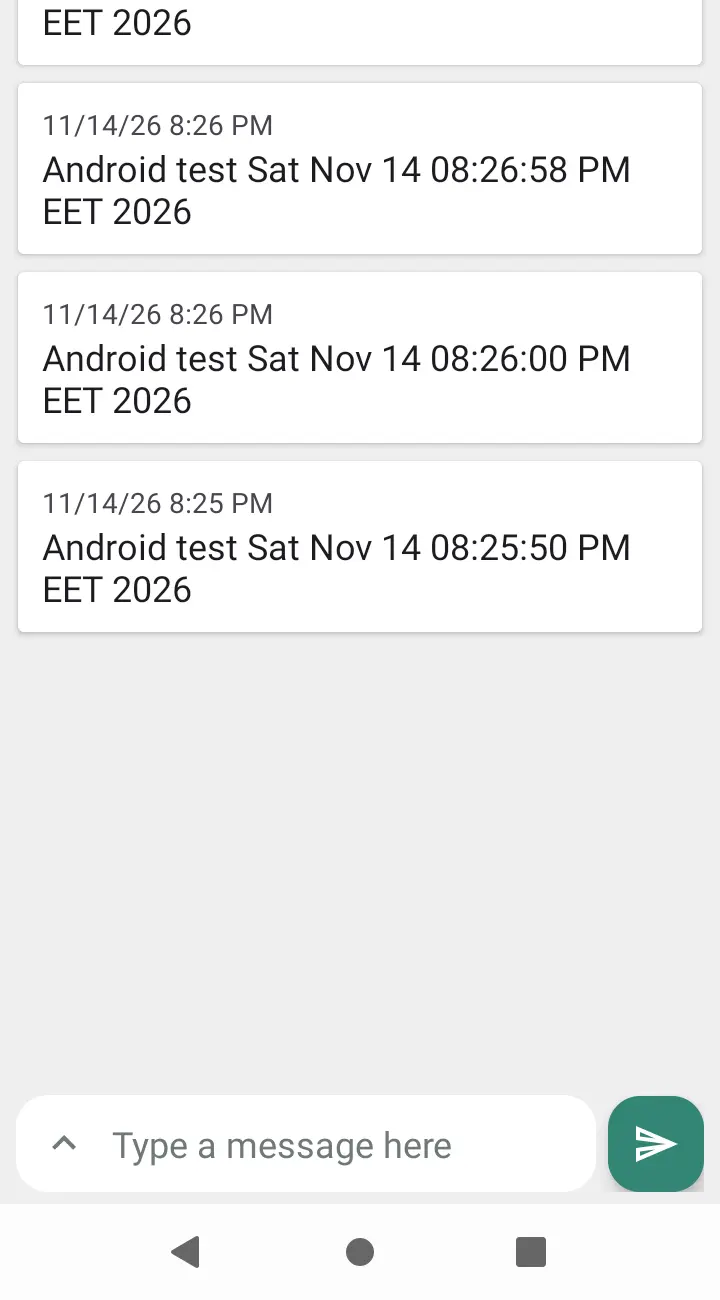 EET 2026
11/14/26 8:26 PM
Android test Sat Nov 14 08:26:58 PM
EET 2026
11/14/26 8:26 PM
Android test Sat Nov 14 08:26:00 PM
EET 2026
11/14/26 8:25 PM
Android test Sat Nov 14 08:25:50 PM
EET 2026
Type a message here